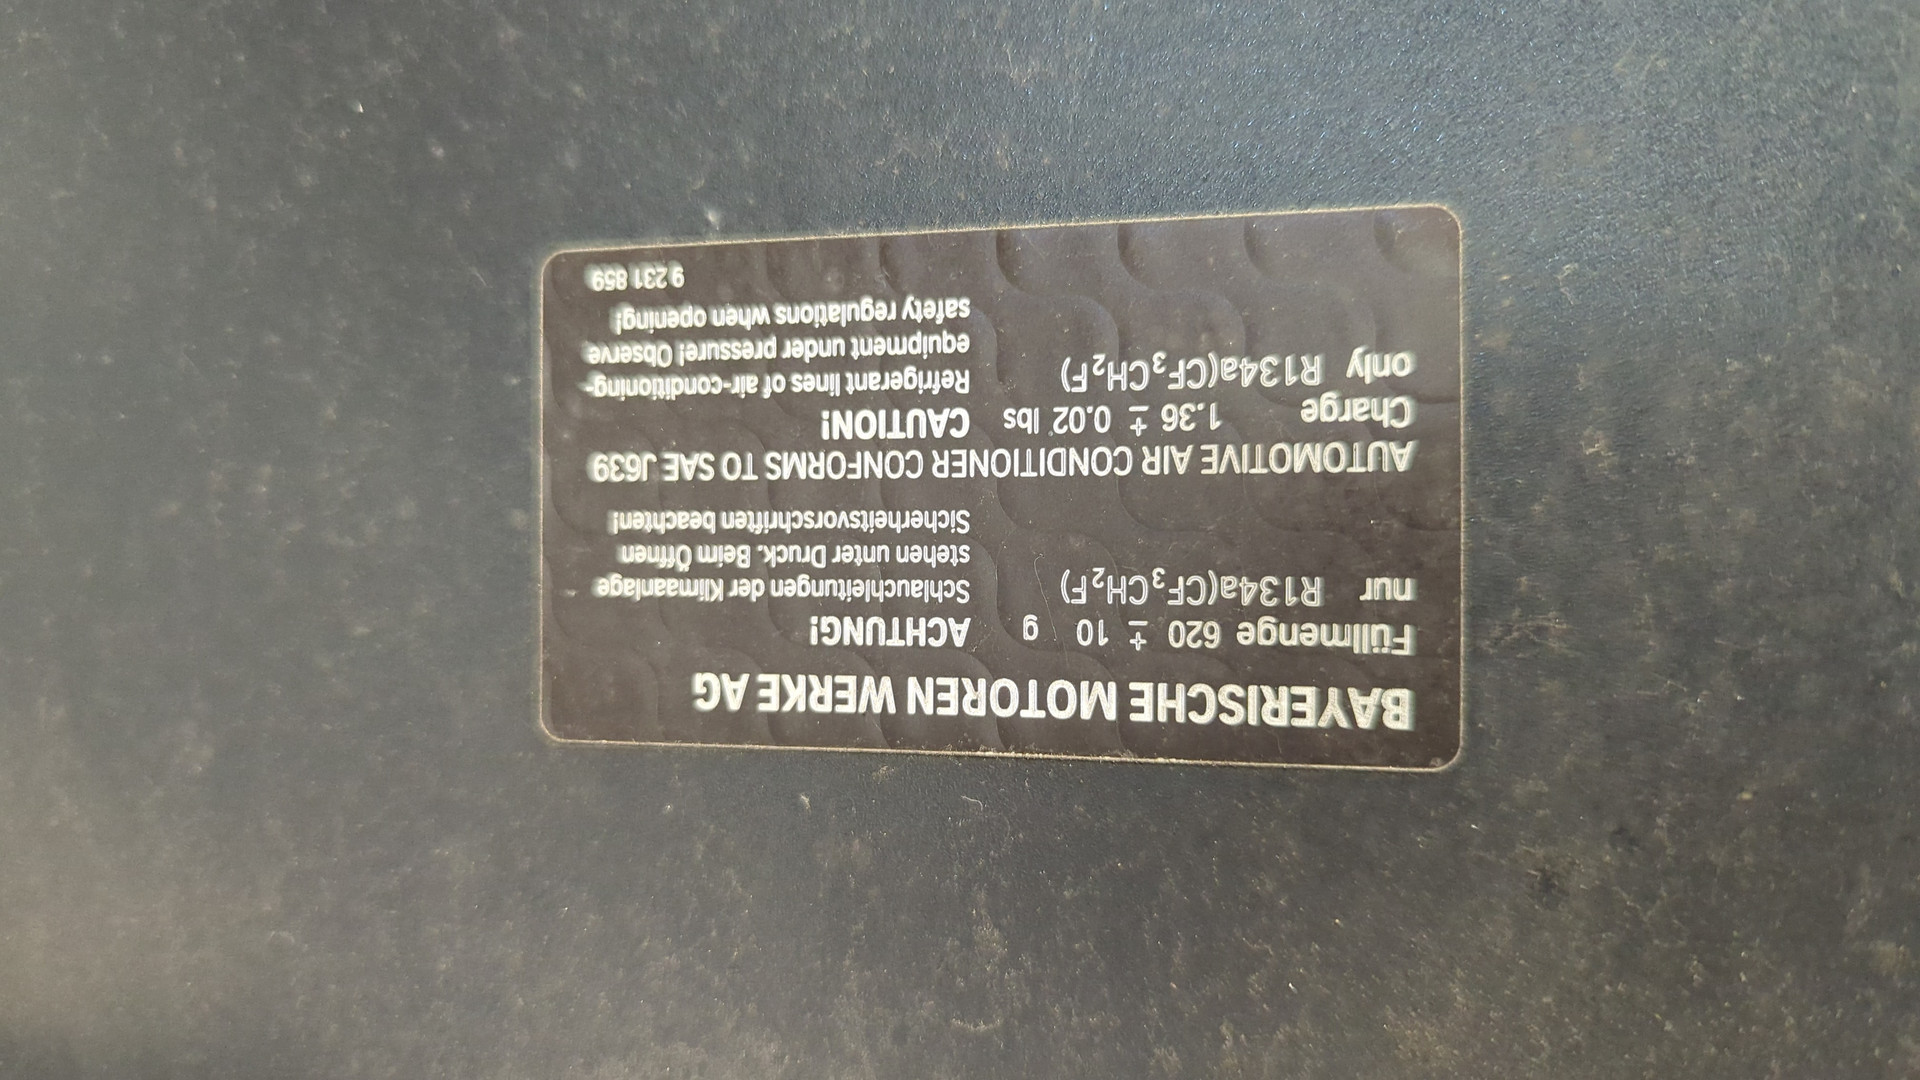 BAYERISCHE MOTOREN WERKE AG
Füllmenge 620 ± 10 g
nur R134a(CF₃CH₂F)
ACHTUNG!
Schlauchleitungen der Klimaanlage
stehen unter Druck. Beim Öffnen
Sicherheitsvorschriften beachten!
AUTOMOTIVE AIR CONDITIONER CONFORMS TO SAE J639
Charge 1.36 ± 0.02 lbs
only R134a(CF₃CH₂F)
CAUTION!
Refrigerant lines of air-conditioning-
equipment under pressure! Observe
safety regulations when opening!
9 231 859